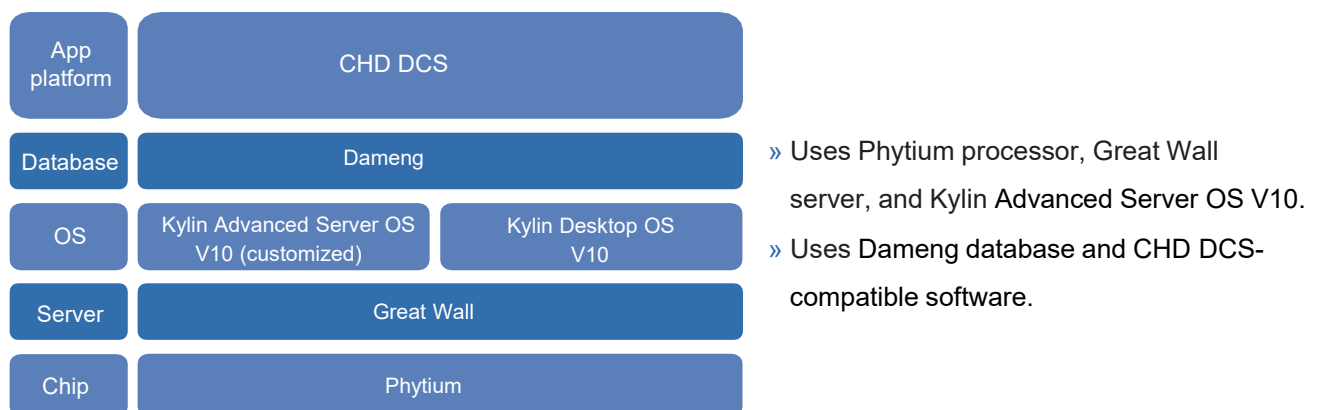 App
platform
CHD DCS
Database
Dameng
» Uses Phytium processor, Great Wall
server, and Kylin Advanced Server OS V10.
OS
Kylin Advanced Server OS
V10 (customized)
Kylin Desktop OS
V10
» Uses Dameng database and CHD DCS-
compatible software.
Server
Great Wall
Chip
Phytium